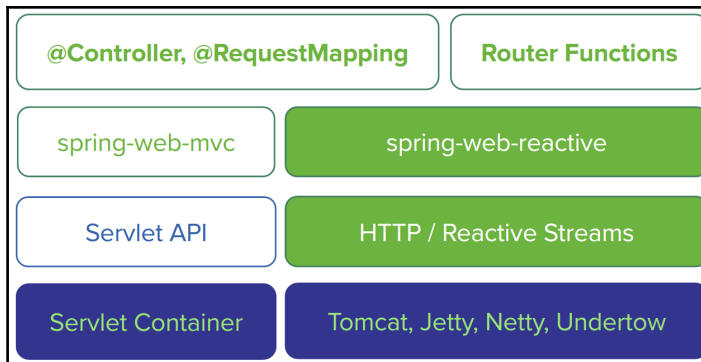 @Controller, @RequestMapping
Router Functions
spring-web-mvc
spring-web-reactive
Servlet API
HTTP / Reactive Streams
Servlet Container
Tomcat, Jetty, Netty, Undertow